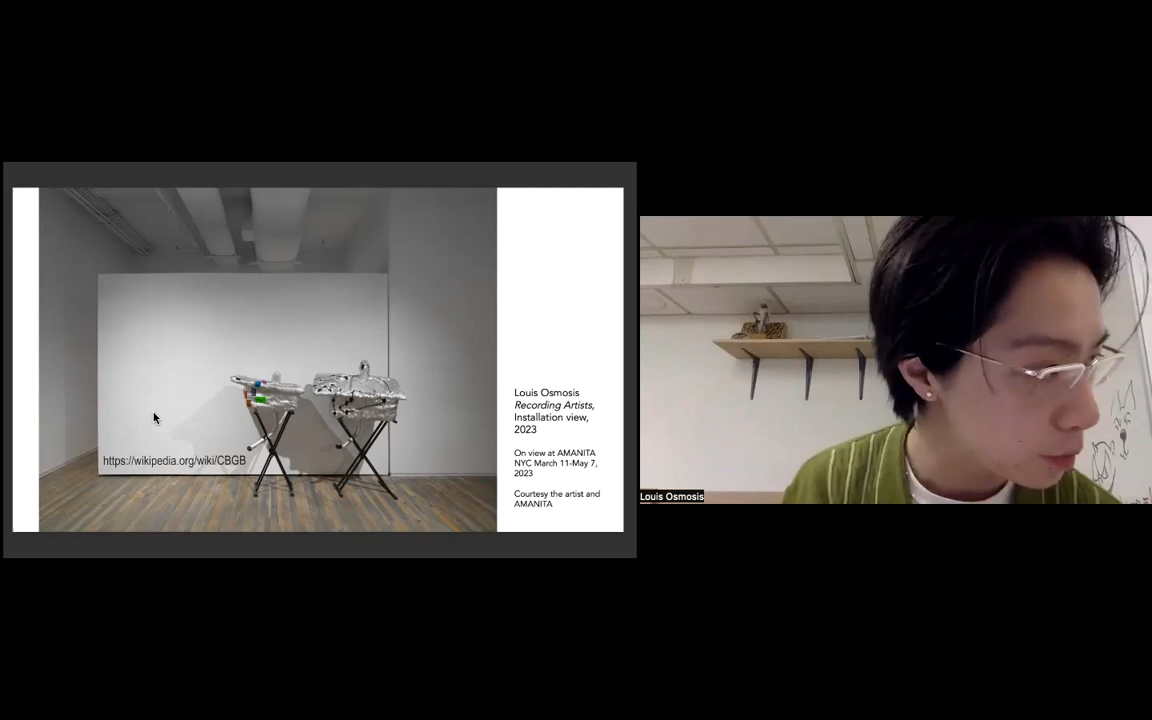 https://wikipedia.org/wiki/CBGB
Louis Osmosis
Recording Artists,
Installation view,
2023
On view at AMANITA
NYC March 11-May 7,
2023
Courtesy the artist and
AMANITA
Louis Osmosis